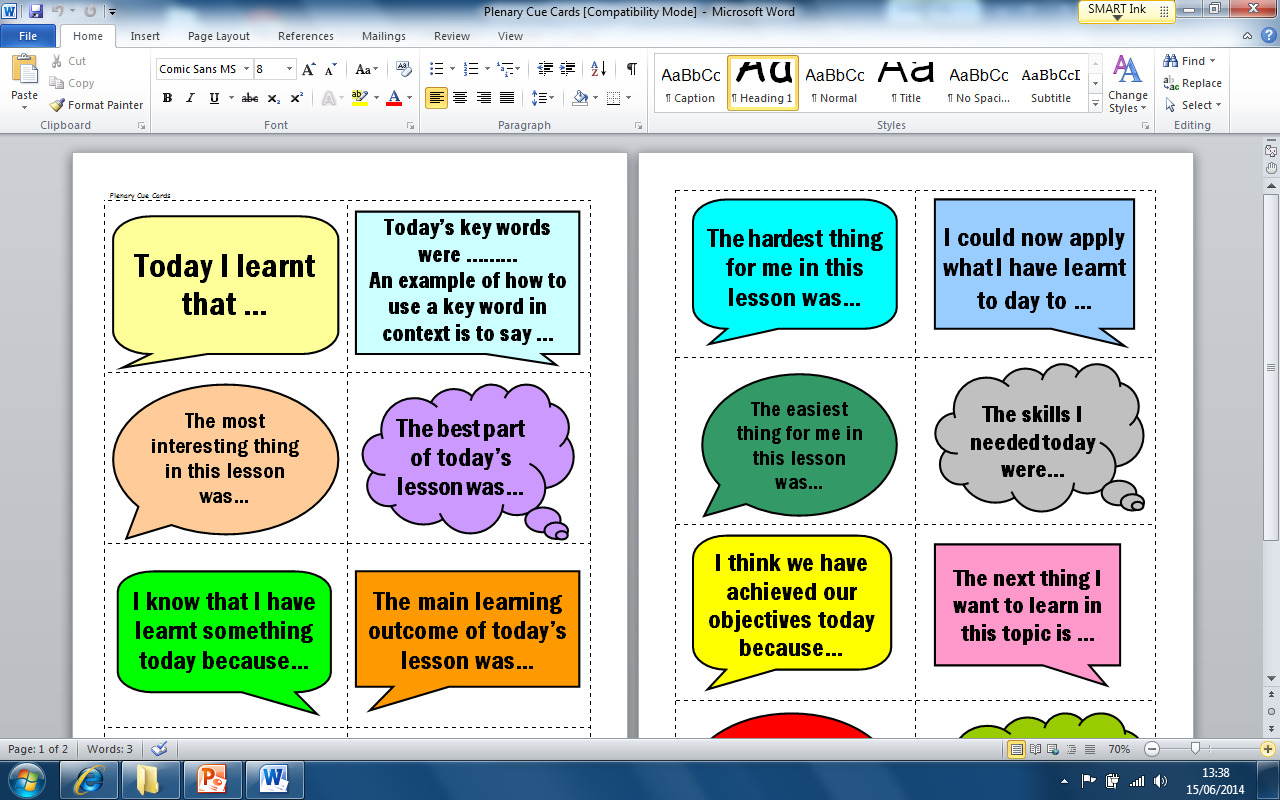 Plenary Cue Cards [Compatibility Mode] - Microsoft Word
SMART Ink
File Home Insert Page Layout References Mailings Review View
Paste
Cut
Copy
Format Painter
Clipboard
Comic Sans MS 8
Font
Paragraph
AaBbCc AaBbCc AaBbCc AaBbCc AaBbCcI
¶ Caption ¶ Heading 1 ¶ Normal ¶ Title ¶ No Spaci... Subtitle
Styles
Change
Styles
Find
Replace
Select
Editing
Plenary Cue Cards
Today I learnt
that ...
Today's key words
were .........
An example of how to
use a key word in
context is to say ...
The most
interesting thing
in this lesson
was...
The best part
of today's
lesson was...
I know that I have
learnt something
today because...
The main learning
outcome of today's
lesson was...
The hardest thing
for me in this
lesson was...
I could now apply
what I have learnt
to day to ...
The easiest
thing for me in
this lesson
was...
The skills I
needed today
were...
I think we have
achieved our
objectives today
because...
The next thing I
want to learn in
this topic is ...
Page: 1 of 2 Words: 3
70%
13:38
15/06/2014